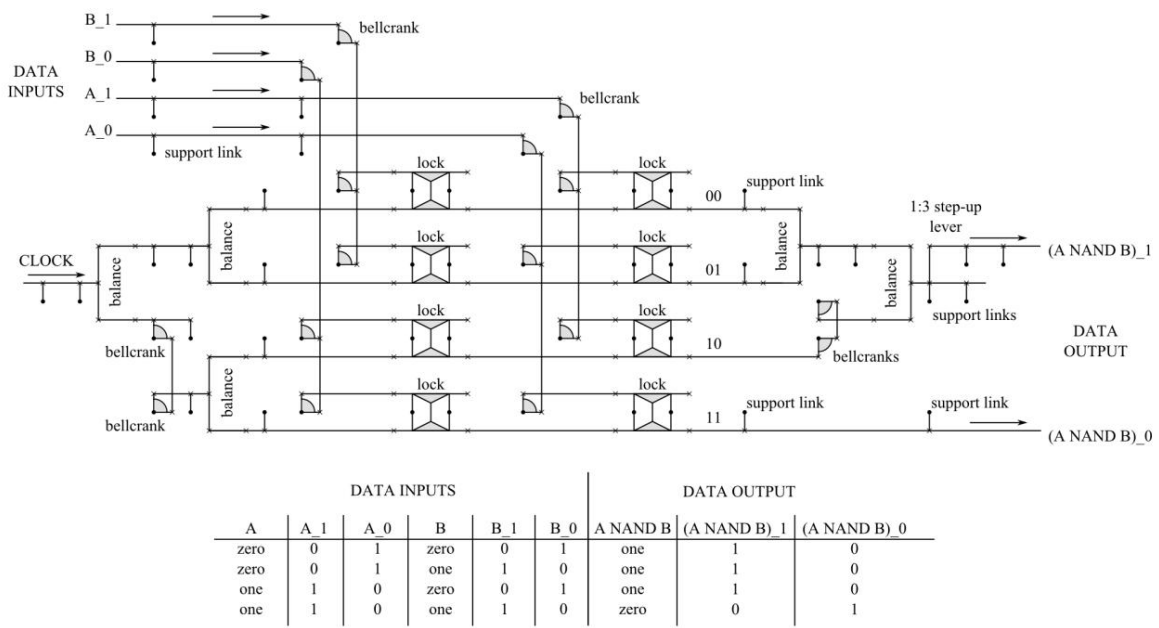 B_1
bellcrank
B_0
DATA
INPUTS
A_1
bellcrank
A_0
support link
lock
lock
support link
00
1:3 step-up
lever
balance
lock
lock
balance
(A NAND B)_1
CLOCK
balance
01
balance
lock
lock
support links
DATA
OUTPUT
bellcrank
10
bellcranks
balance
lock
lock
support link
support link
bellcrank
11
(A NAND B)_0
DATA INPUTS DATA OUTPUT
A A_1 A_0 B B_1 B_0 A NAND B (A NAND B)_1 (A NAND B)_0
zero 0 1 zero 0 1 one 1 0
zero 0 1 one 1 0 one 1 0
one 1 0 zero 0 1 one 1 0
one 1 0 one 1 0 zero 0 1